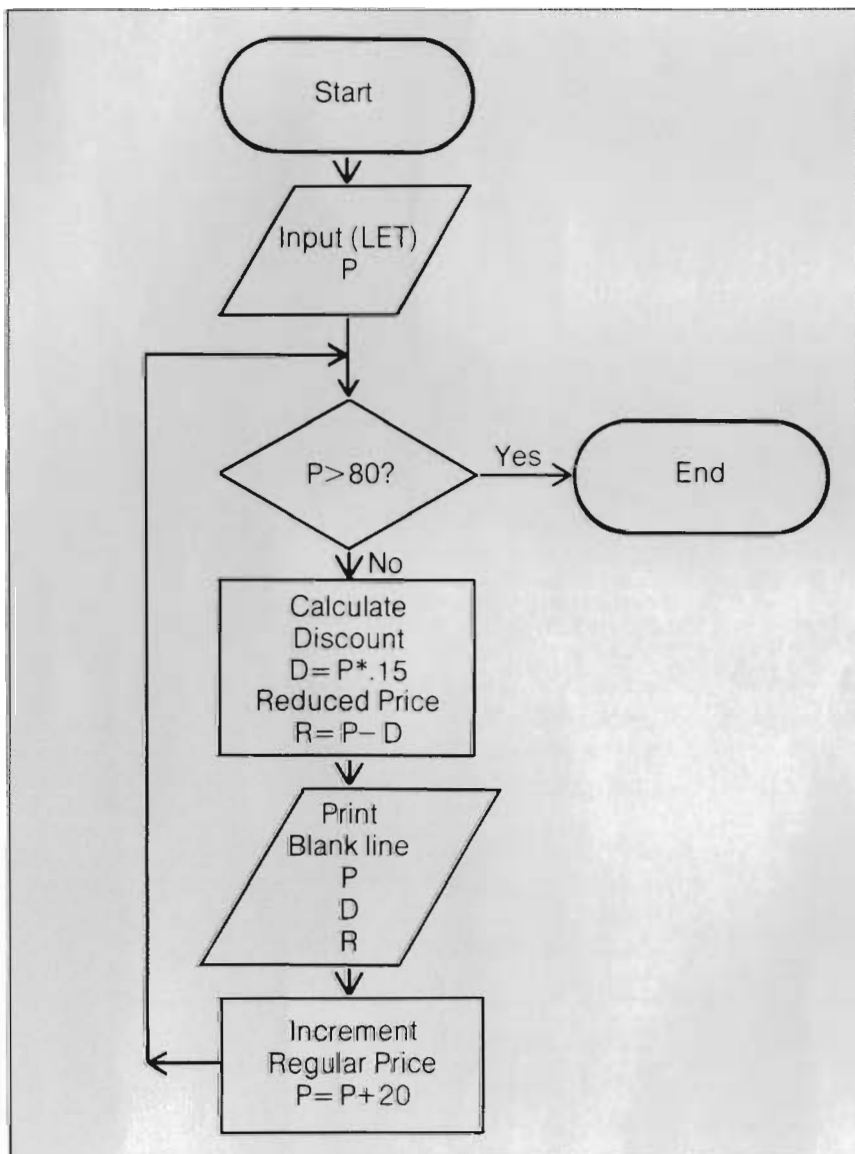 Start
Input (LET)
P
P>80?
Yes
End
No
Calculate
Discount
D=P*.15
Reduced Price
R=P-D
Print
Blank line
P
D
R
Increment
Regular Price
P=P+20